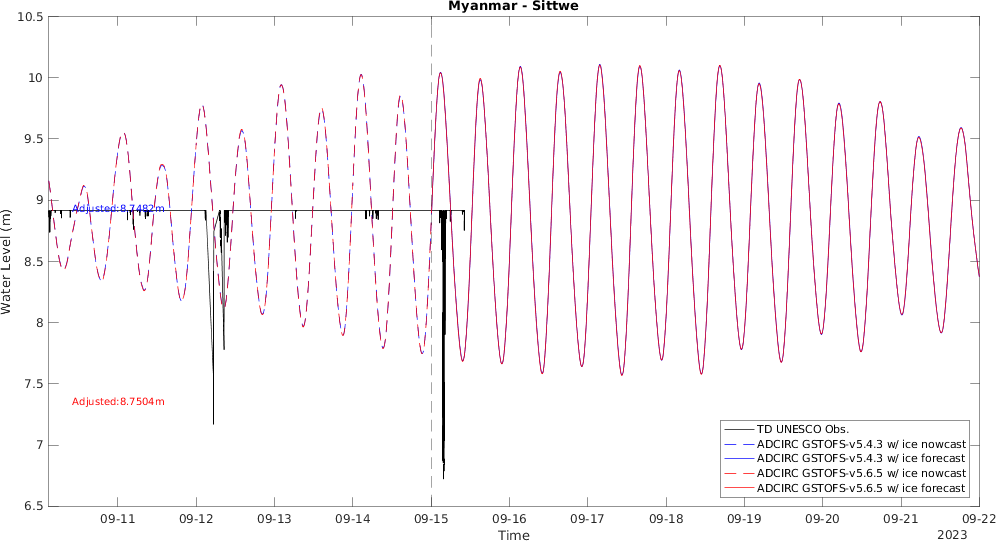 Myanmar - Sittwe
10.5
10
9.5
9
8.5
8
7.5
7
6.5
Water Level (m)
Adjusted:8.7482m
Adjusted:8.7504m
TD UNESCO Obs.
ADCIRC GSTOFS-v5.4.3 w/ ice nowcast
ADCIRC GSTOFS-v5.4.3 w/ ice forecast
ADCIRC GSTOFS-v5.6.5 w/ ice nowcast
ADCIRC GSTOFS-v5.6.5 w/ ice forecast
09-11 09-12 09-13 09-14 09-15 09-16 09-17 09-18 09-19 09-20 09-21 09-22
Time
2023